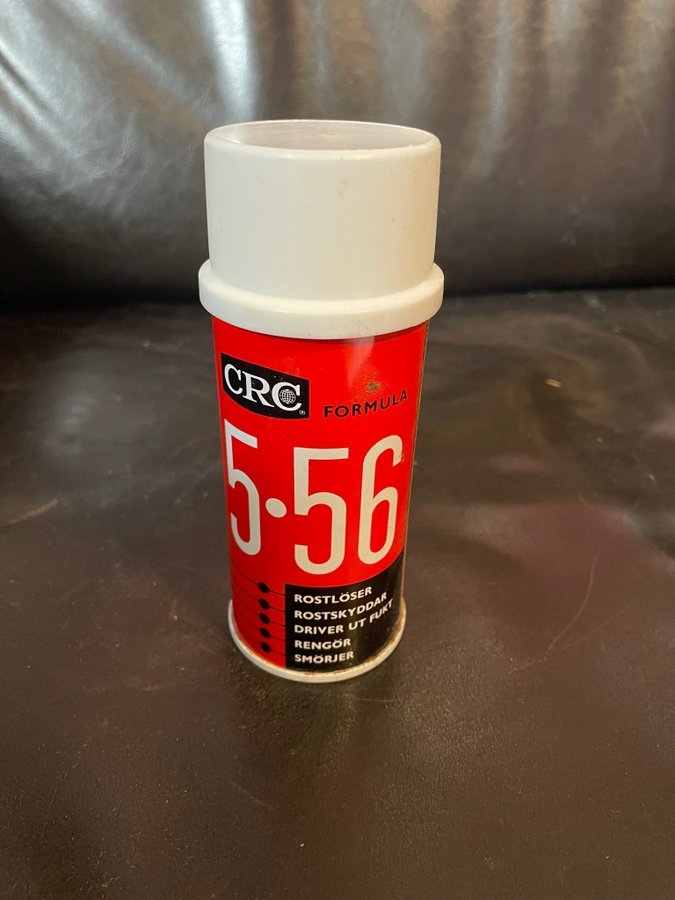 CRC
FORMULA
5·56
ROSTLÖSER
ROSTSKYDDAR
DRIVER UT FUKT
RENGÖR
SMÖRJER